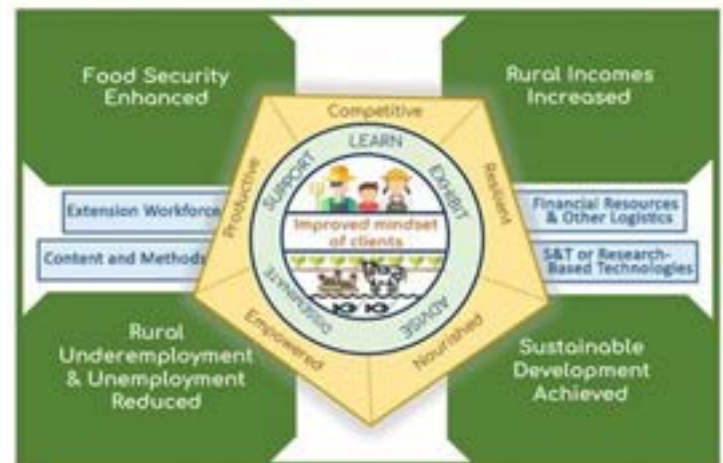 Food Security
Enhanced
Rural Incomes
Increased
Competitive
Productive
Resilient
LEARN
SUPPORT
EXHIBIT
Extension Workforce
Content and Methods
Improved mindset
of clients
Financial Resources
& Other Logistics
S&T or Research-
Based Technologies
DISSEMINATE
ADVISE
Empowered
Nourished
Rural
Underemployment
& Unemployment
Reduced
Sustainable
Development
Achieved